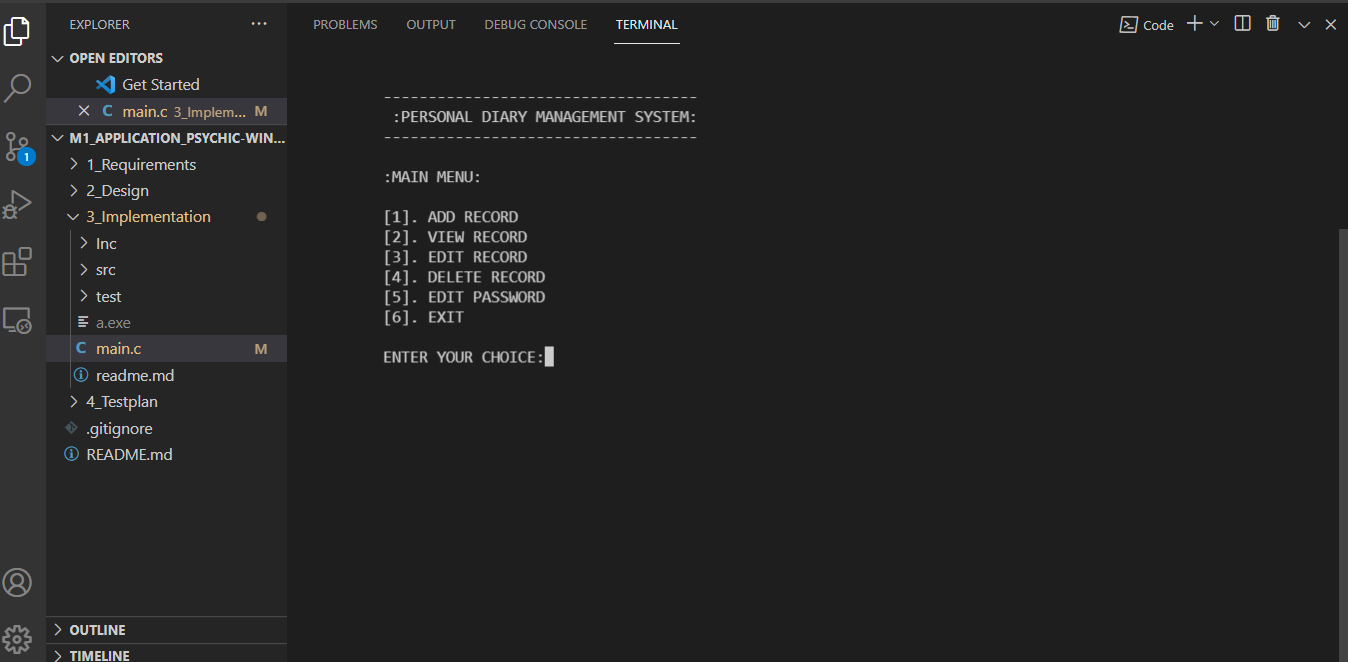 EXPLORER ...
OPEN EDITORS
Get Started
C main.c 3_Implem... M
M1_APPLICATION_PSYCHIC-WIN...
1_Requirements
2_Design
3_Implementation
Inc
src
test
a.exe
C main.c M
readme.md
4_Testplan
.gitignore
README.md
OUTLINE
TIMELINE
1
PROBLEMS OUTPUT DEBUG CONSOLE TERMINAL
Code
----------------------------------
:PERSONAL DIARY MANAGEMENT SYSTEM:
----------------------------------
:MAIN MENU:
[1]. ADD RECORD
[2]. VIEW RECORD
[3]. EDIT RECORD
[4]. DELETE RECORD
[5]. EDIT PASSWORD
[6]. EXIT
ENTER YOUR CHOICE: